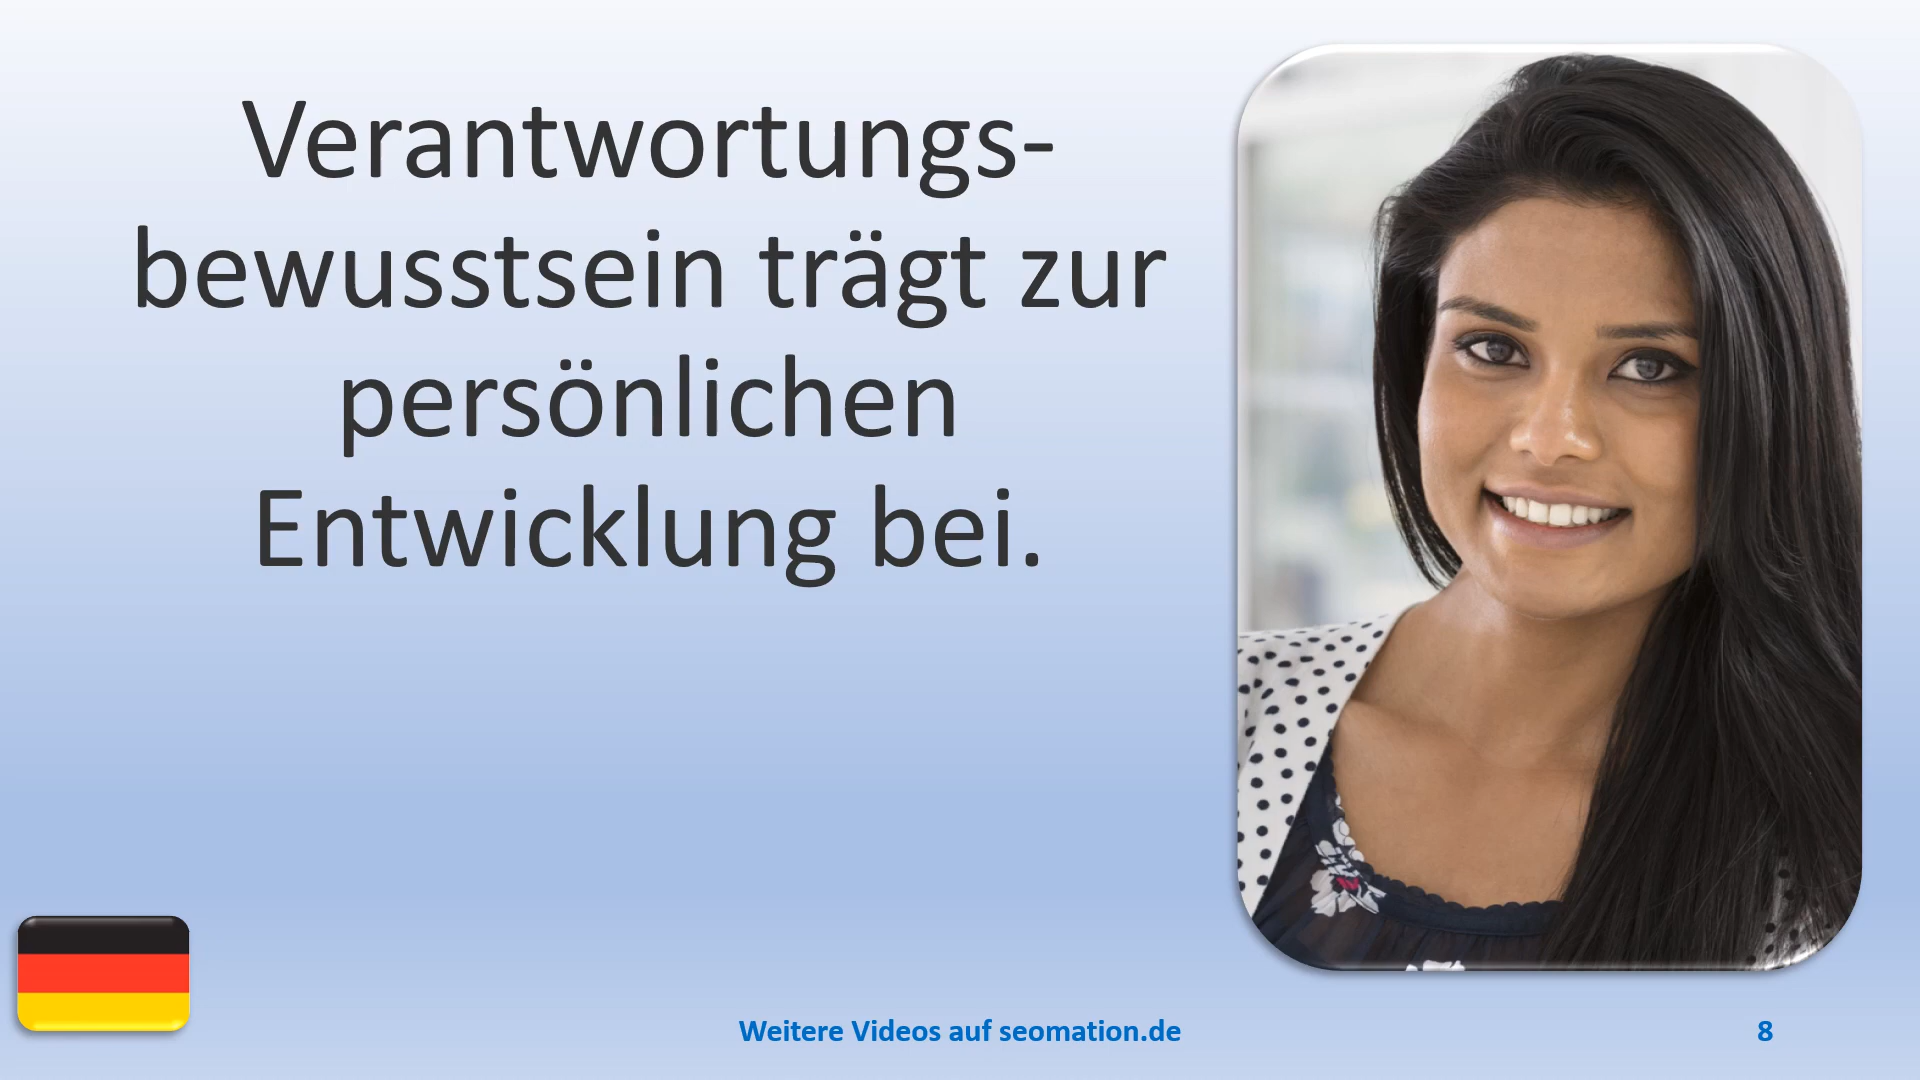 Verantwortungs-
bewusstsein trägt zur
persönlichen
Entwicklung bei.
Weitere Videos auf seomation.de
8